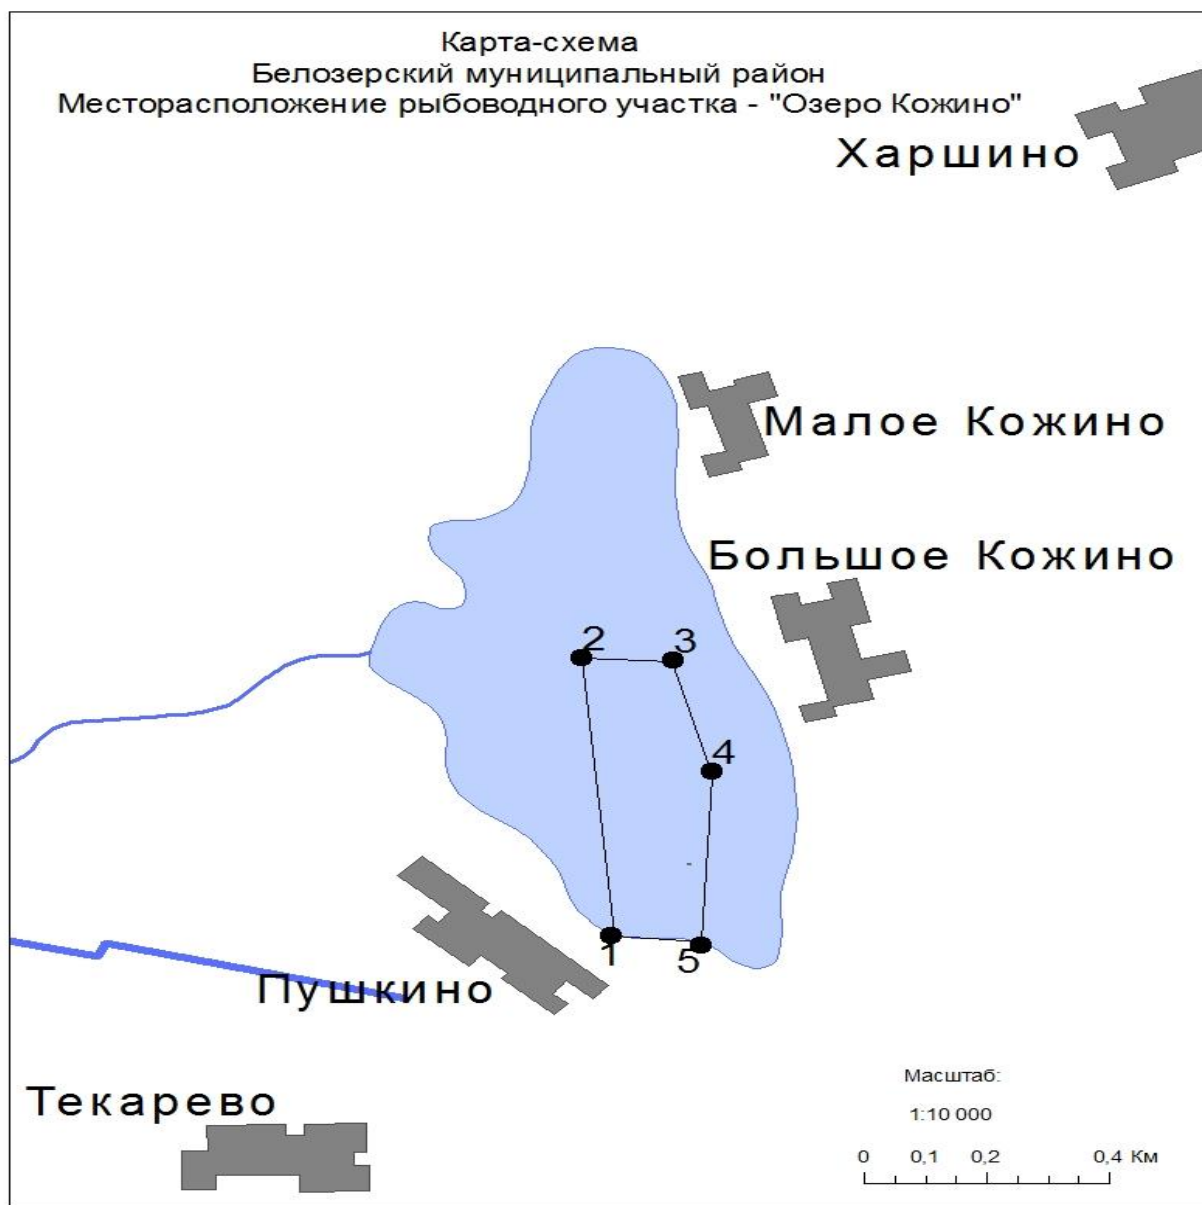 Карта-схема
Белозерский муниципальный район
Месторасположение рыбоводного участка - "Озеро Кожино"
Харшино
Малое Кожино
Большое Кожино
2
3
4
1
5
Пушкино
Текарево
Масштаб:
1:10 000
0 0,1 0,2 0,4 Км